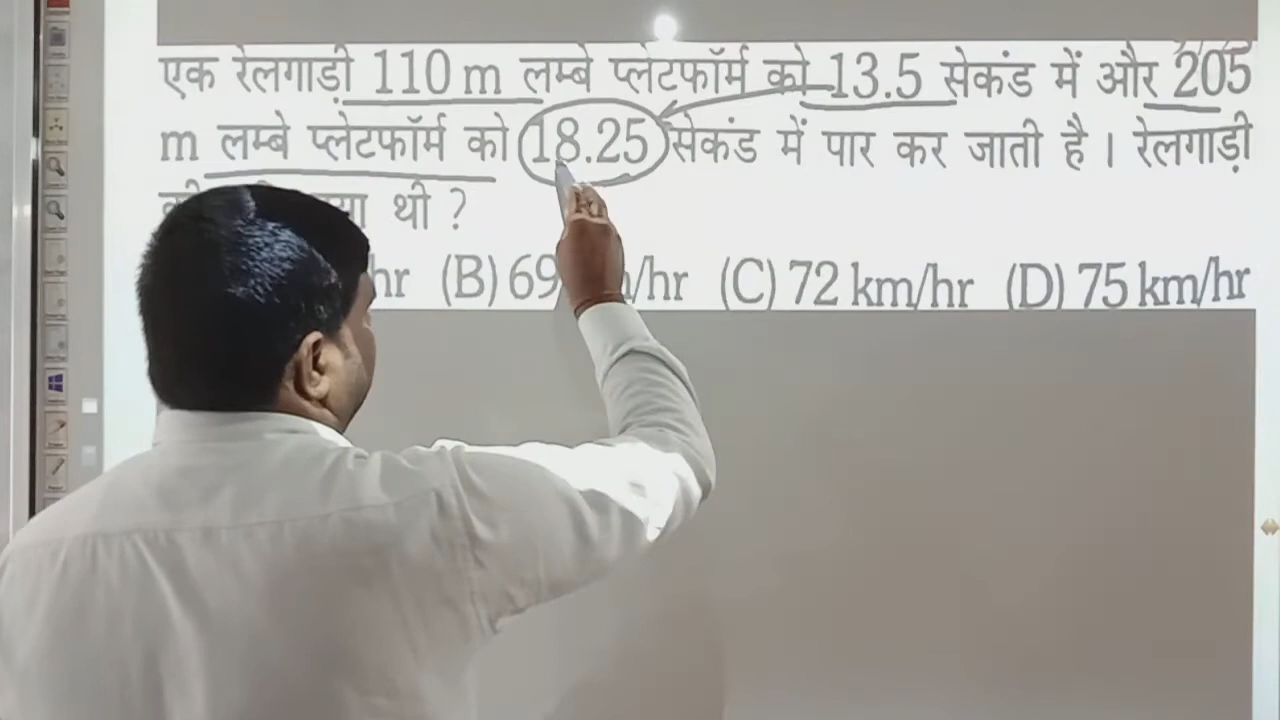 एक रेलगाड़ी 110 m लम्बे प्लेटफॉर्म को 13.5 सेकंड में और 205
m लम्बे प्लेटफॉर्म को 18.25 सेकंड में पार कर जाती है । रेलगाड़ी
थी ?
hr (B) 69 /hr (C) 72 km/hr (D) 75 km/hr